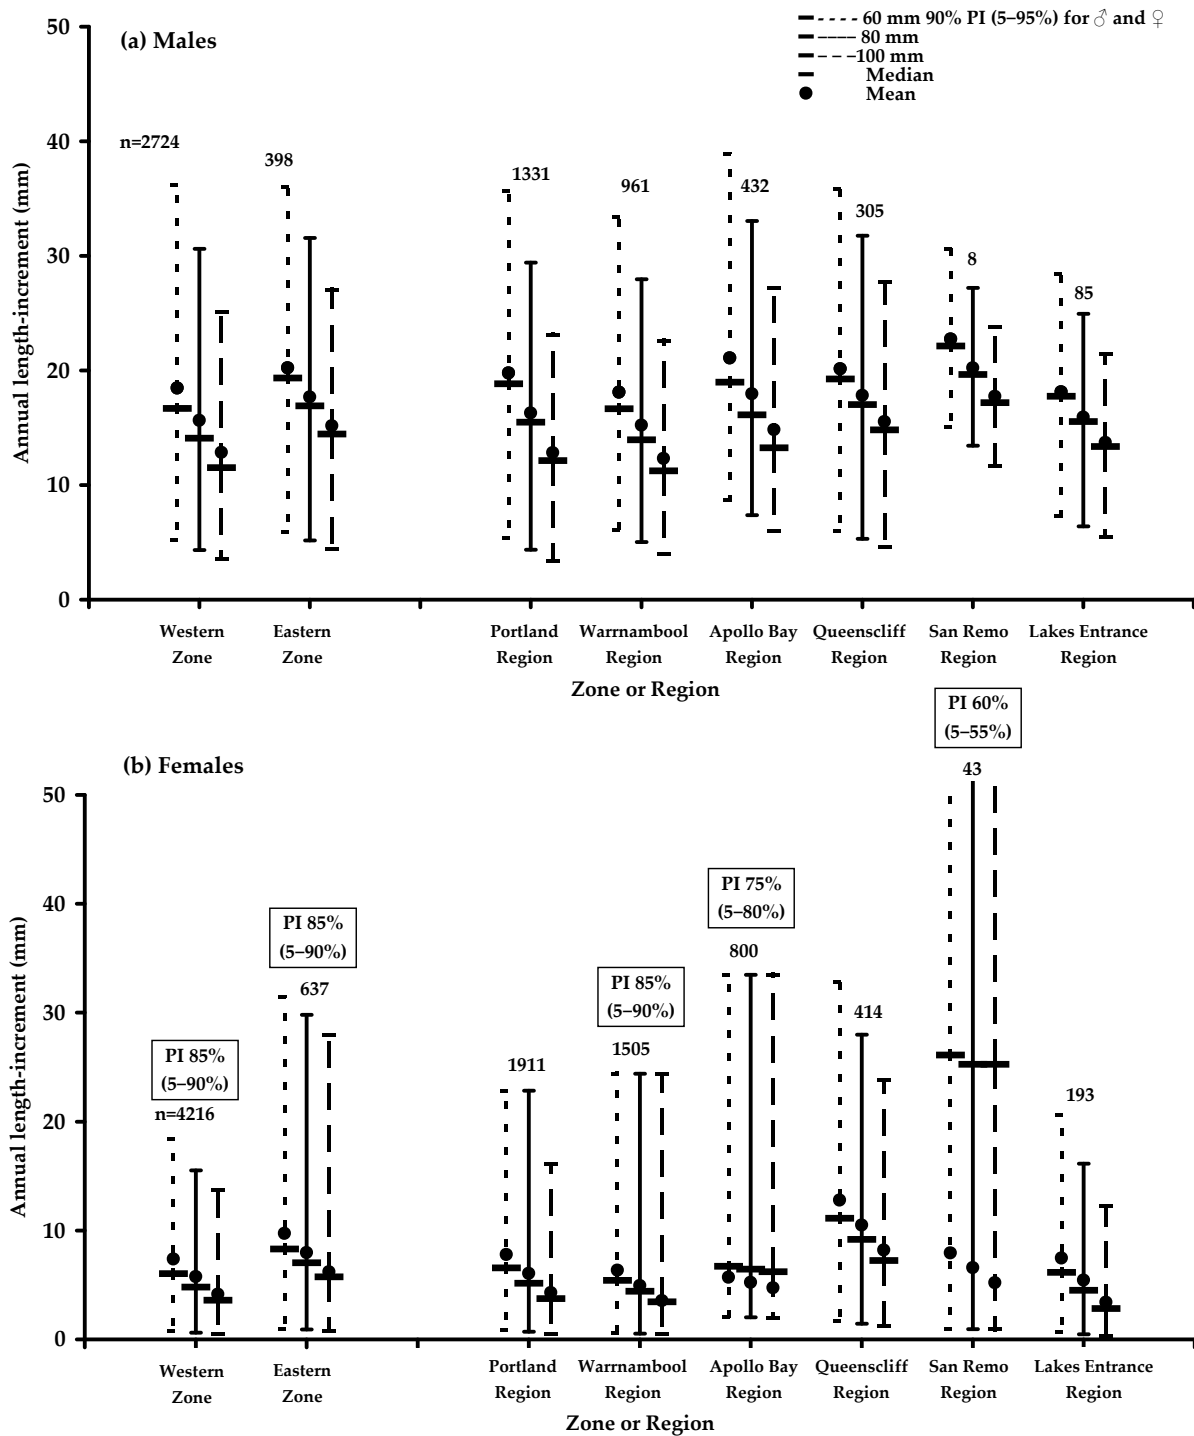 (a) Males
60 mm 90% PI (5–95%) for ♂ and ♀
80 mm
100 mm
Median
Mean
Annual length-increment (mm)
50
40
30
20
10
0
n=2724
398
1331
961
432
305
8
85
Western Zone
Eastern Zone
Portland Region
Warrnambool Region
Apollo Bay Region
Queenscliff Region
San Remo Region
Lakes Entrance Region
Zone or Region
(b) Females
Annual length-increment (mm)
50
40
30
20
10
0
PI 85%
(5–90%)
n=4216
PI 85%
(5–90%)
637
1911
PI 85%
(5–90%)
1505
PI 75%
(5–80%)
800
414
PI 60%
(5–55%)
43
193
Western Zone
Eastern Zone
Portland Region
Warrnambool Region
Apollo Bay Region
Queenscliff Region
San Remo Region
Lakes Entrance Region
Zone or Region